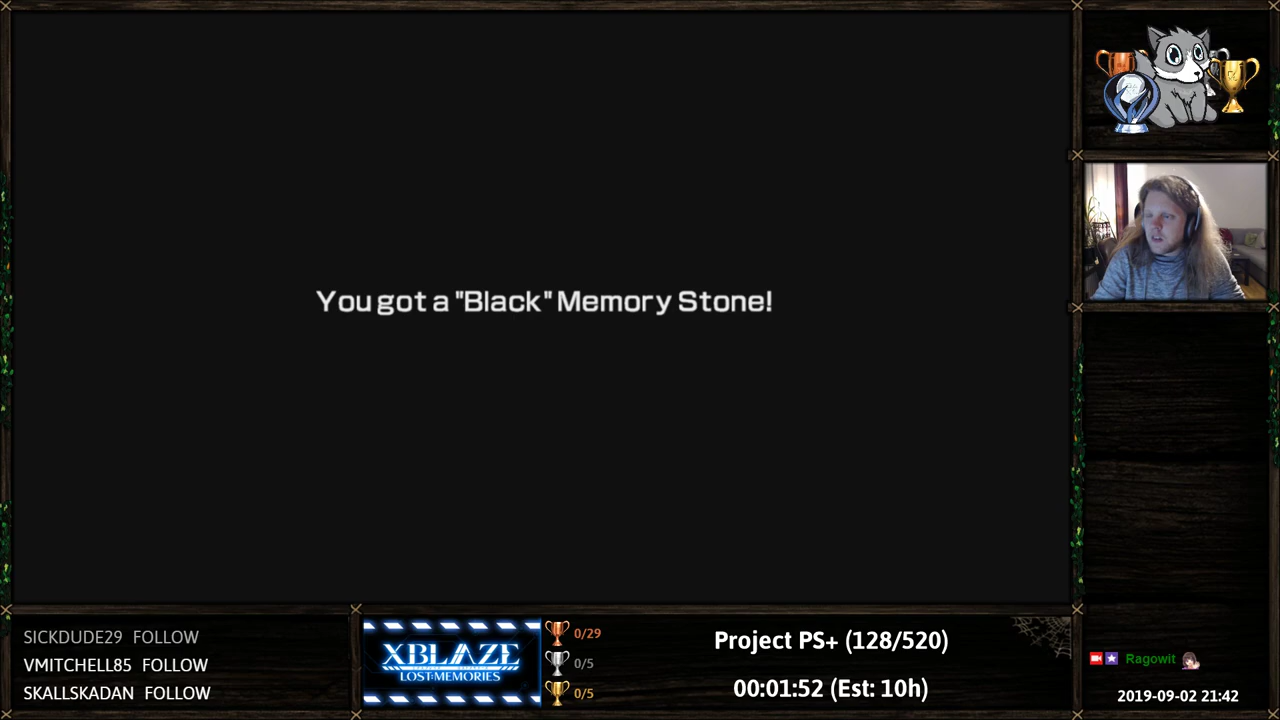 You got a "Black" Memory Stone!
SICKDUDE29 FOLLOW
VMITCHELL85 FOLLOW
SKALLSKADAN FOLLOW
XBLAZE
LOST:MEMORIES
0/29
0/5
0/5
Project PS+ (128/520)
00:01:52 (Est: 10h)
Ragowit
2019-09-02 21:42